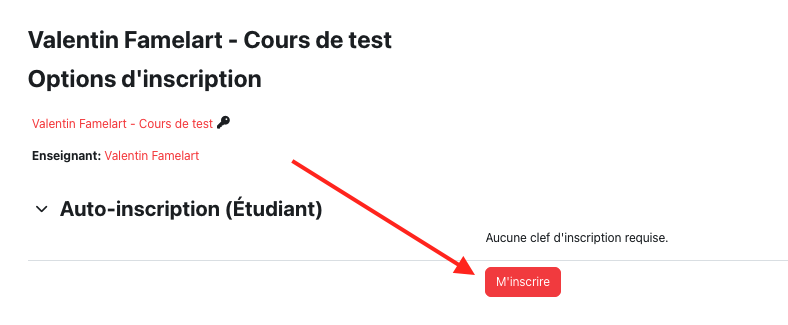 Valentin Famelart - Cours de test
Options d'inscription
Valentin Famelart - Cours de test
Enseignant: Valentin Famelart
Auto-inscription (Étudiant)
Aucune clef d'inscription requise.
M'inscrire